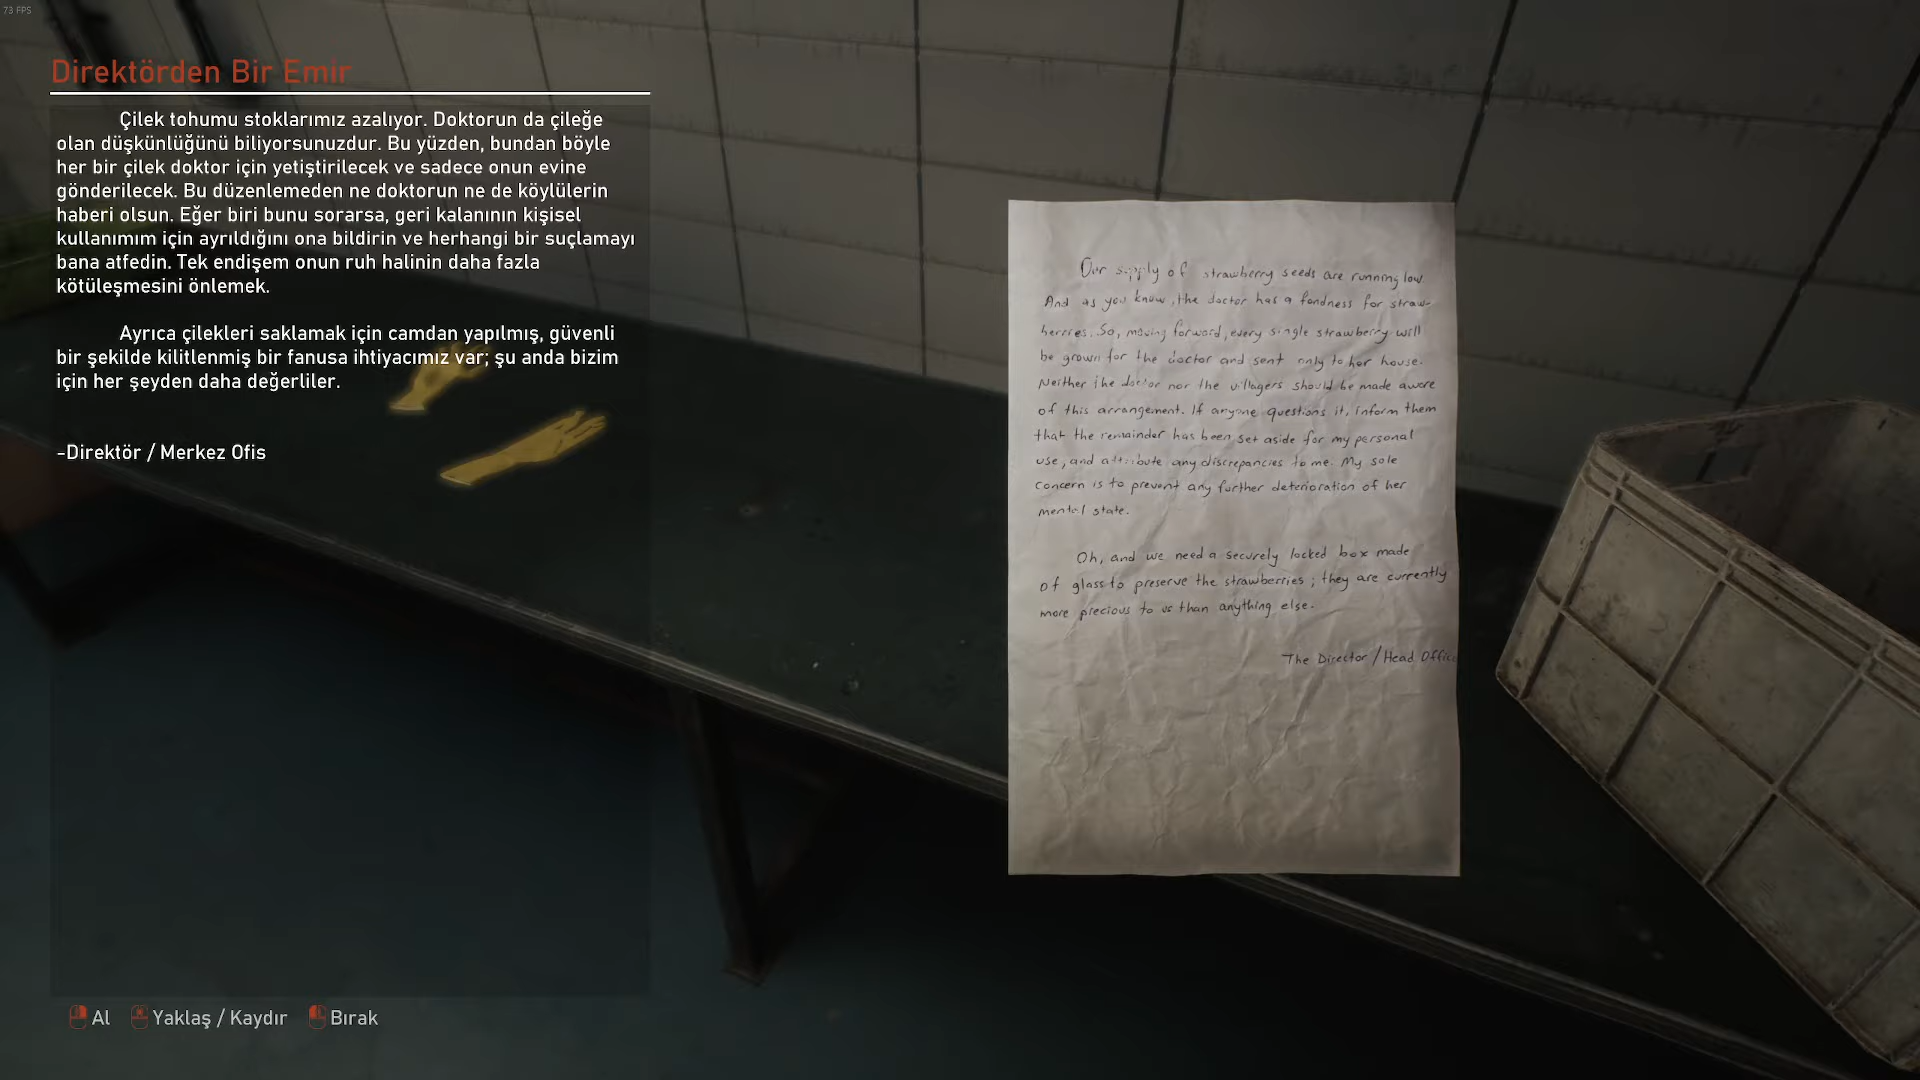 73 FPS
Direktörden Bir Emir
Çilek tohumu stoklarımız azalıyor. Doktorun da çileğe
olan düşkünlüğünü biliyorsunuzdur. Bu yüzden, bundan böyle
her bir çilek doktor için yetiştirilecek ve sadece onun evine
gönderilecek. Bu düzenlemeden ne doktorun ne de köylülerin
haberi olsun. Eğer biri bunu sorarsa, geri kalanının kişisel
kullanımım için ayrıldığını ona bildirin ve herhangi bir suçlamayı
bana atfedin. Tek endişem onun ruh halinin daha fazla
kötüleşmesini önlemek.
Ayrıca çilekleri saklamak için camdan yapılmış, güvenli
bir şekilde kilitlenmiş bir fanusa ihtiyacımız var; şu anda bizim
için her şeyden daha değerliler.
-Direktör / Merkez Ofis
Our supply of strawberry seeds are running low.
And as you know, the doctor has a fondness for straw-
berries. So, moving forward, every single strawberry will
be grown for the doctor and sent only to her house.
Neither the doctor nor the villagers should be made aware
of this arrangement. If anyone questions it, inform them
that the remainder has been set aside for my personal
use, and attribute any discrepancies to me. My sole
concern is to prevent any further deterioration of her
mental state.
Oh, and we need a securely locked box made
of glass to preserve the strawberries; they are currently
more precious to us than anything else.
The Director / Head Office
Al Yaklaş / Kaydır Bırak